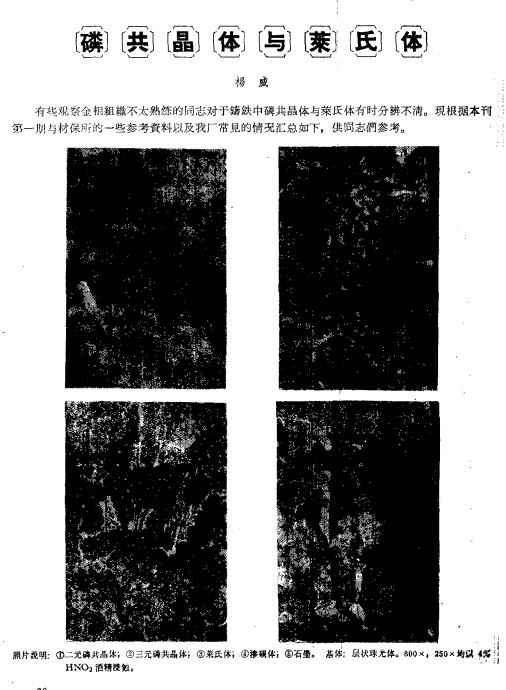 磷共晶体与莱氏体
楊威
有些观察金相組織不太熟练的同志对于鑄鉄中磷共晶体与莱氏体有时分辨不清。現根据本刊
第一期与材保所的一些参考資料以及我厂常見的情况汇总如下，供同志們参考。
照片説明：①二元磷共晶体；②三元磷共晶体；③莱氏体；④滲碳体；⑤石墨。 基体：层状珠光体。800×，250×均以 4%
HNO₃ 酒精浸蝕。